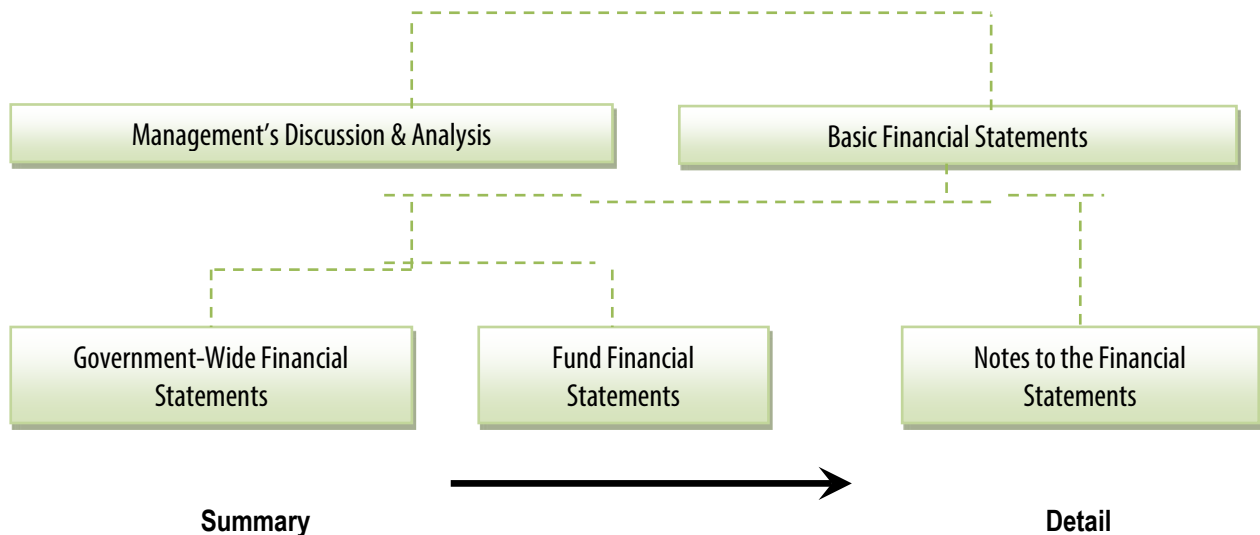 Management's Discussion & Analysis
Basic Financial Statements
Government-Wide Financial
Statements
Fund Financial
Statements
Notes to the Financial
Statements
Summary
Detail